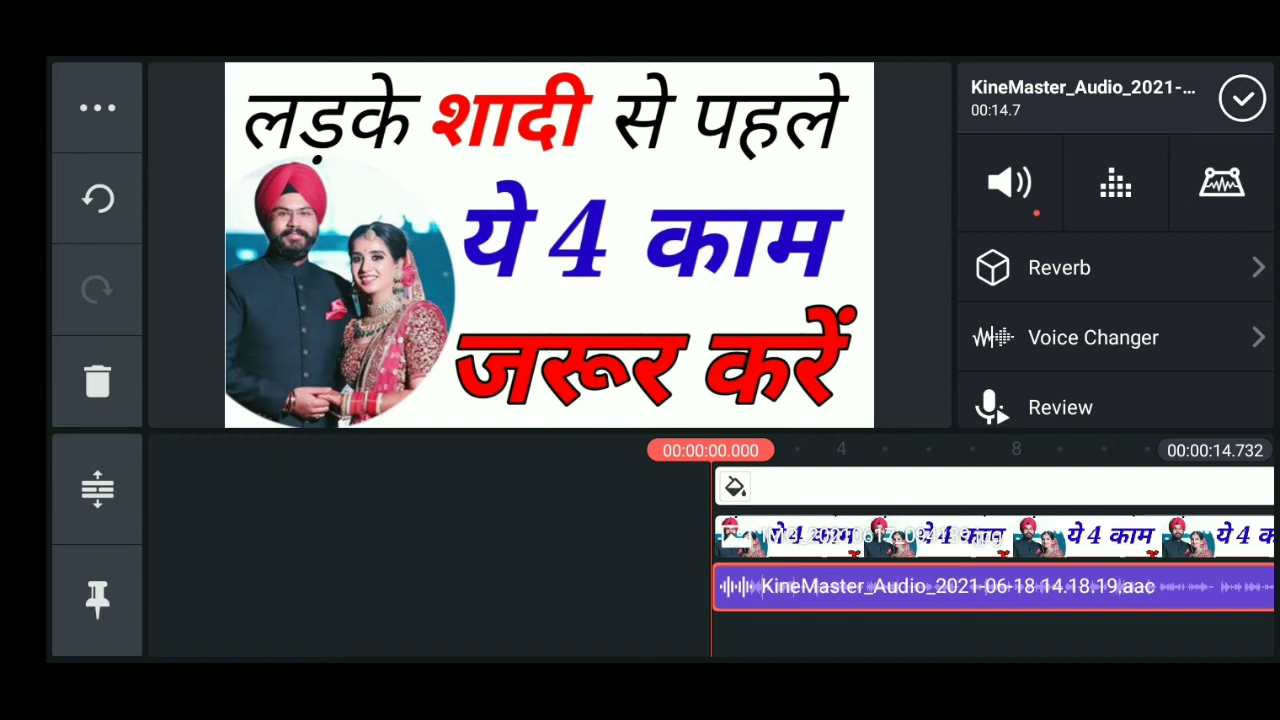 KineMaster_Audio_2021-...
00:14.7
लड़के शादी से पहले
ये 4 काम
जरूर करें
Reverb
Voice Changer
Review
00:00:00.000
4
8
00:00:14.732
ये 4 काम
ये 4 काम
ये 4 काम
KineMaster_Audio_2021-06-18 14.18.19.aac